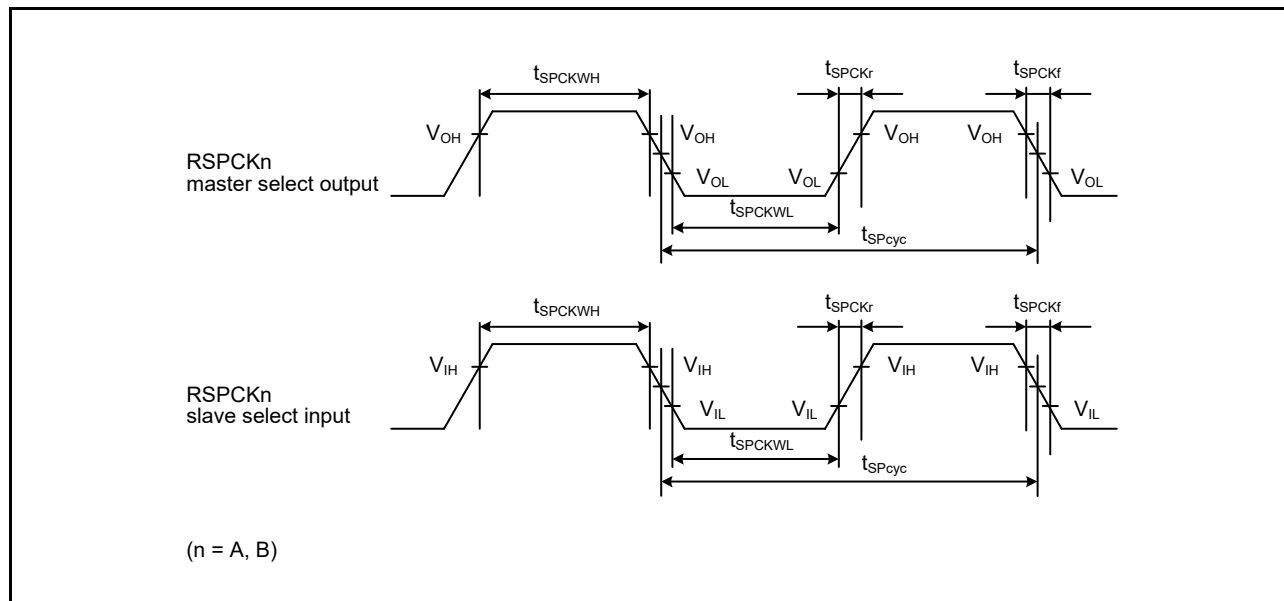 tSPCKWH
tSPCKr
tSPCKf
VOH
VOH
VOH
VOH
RSPCKn
master select output
VOL
VOL
VOL
tSPCKWL
tSPcyc
tSPCKWH
tSPCKr
tSPCKf
VIH
VIH
VIH
VIH
RSPCKn
slave select input
VIL
VIL
VIL
tSPCKWL
tSPcyc
(n = A, B)